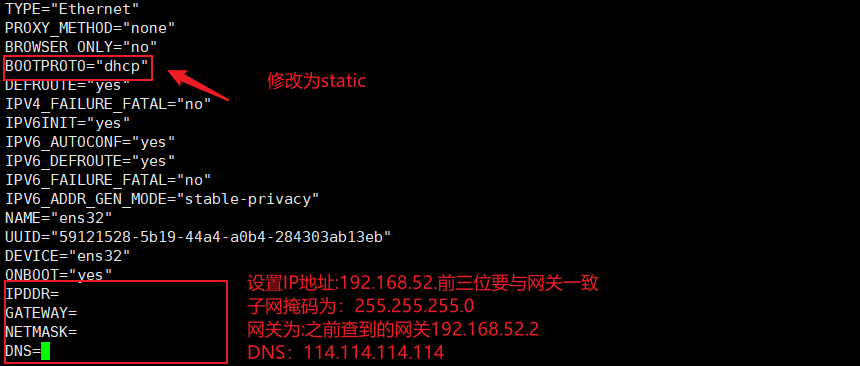 TYPE="Ethernet"
PROXY_METHOD="none"
BROWSER_ONLY="no"
BOOTPROTO="dhcp"
修改为static
DEFROUTE="yes"
IPV4_FAILURE_FATAL="no"
IPV6INIT="yes"
IPV6_AUTOCONF="yes"
IPV6_DEFROUTE="yes"
IPV6_FAILURE_FATAL="no"
IPV6_ADDR_GEN_MODE="stable-privacy"
NAME="ens32"
UUID="59121528-5b19-44a4-a0b4-284303ab13eb"
DEVICE="ens32"
ONBOOT="yes"
IPDDR=
GATEWAY=
NETMASK=
DNS=
设置IP地址:192.168.52.前三位要与网关一致
子网掩码为：255.255.255.0
网关为:之前查到的网关192.168.52.2
DNS：114.114.114.114